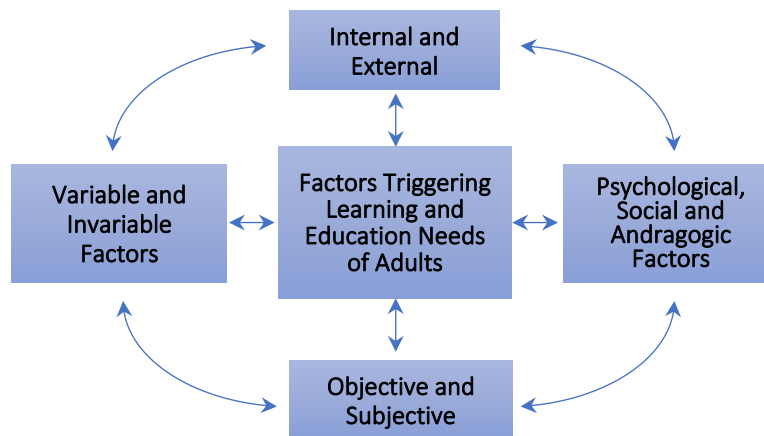 Internal and
External
Variable and
Invariable
Factors
Factors Triggering
Learning and
Education Needs
of Adults
Psychological,
Social and
Andragogic
Factors
Objective and
Subjective